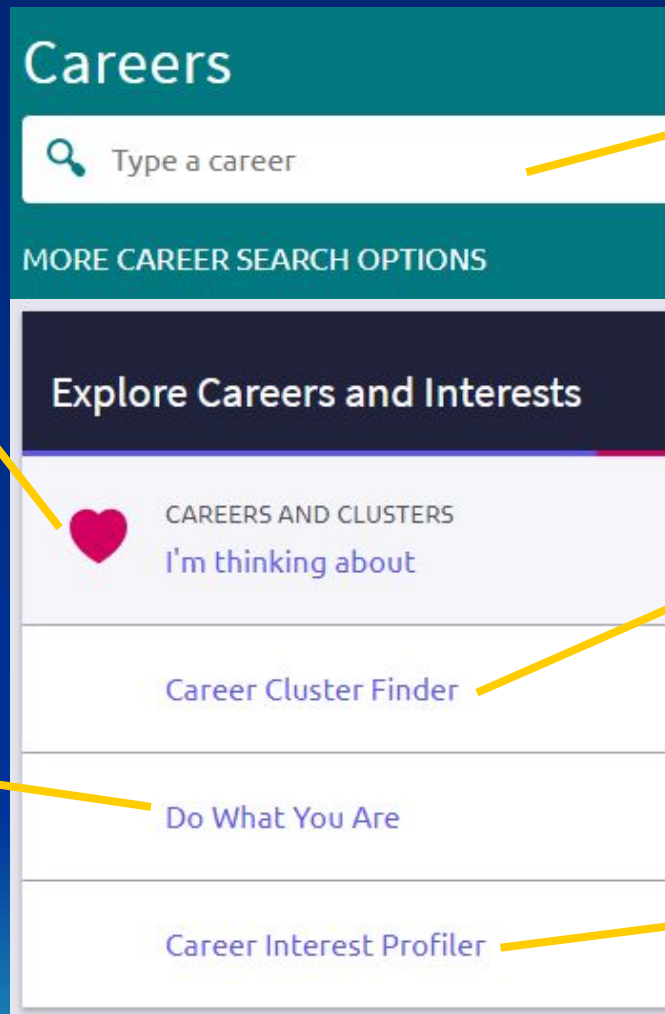 Careers
Type a career
MORE CAREER SEARCH OPTIONS
Explore Careers and Interests
CAREERS AND CLUSTERS
I'm thinking about
Career Cluster Finder
Do What You Are
Career Interest Profiler